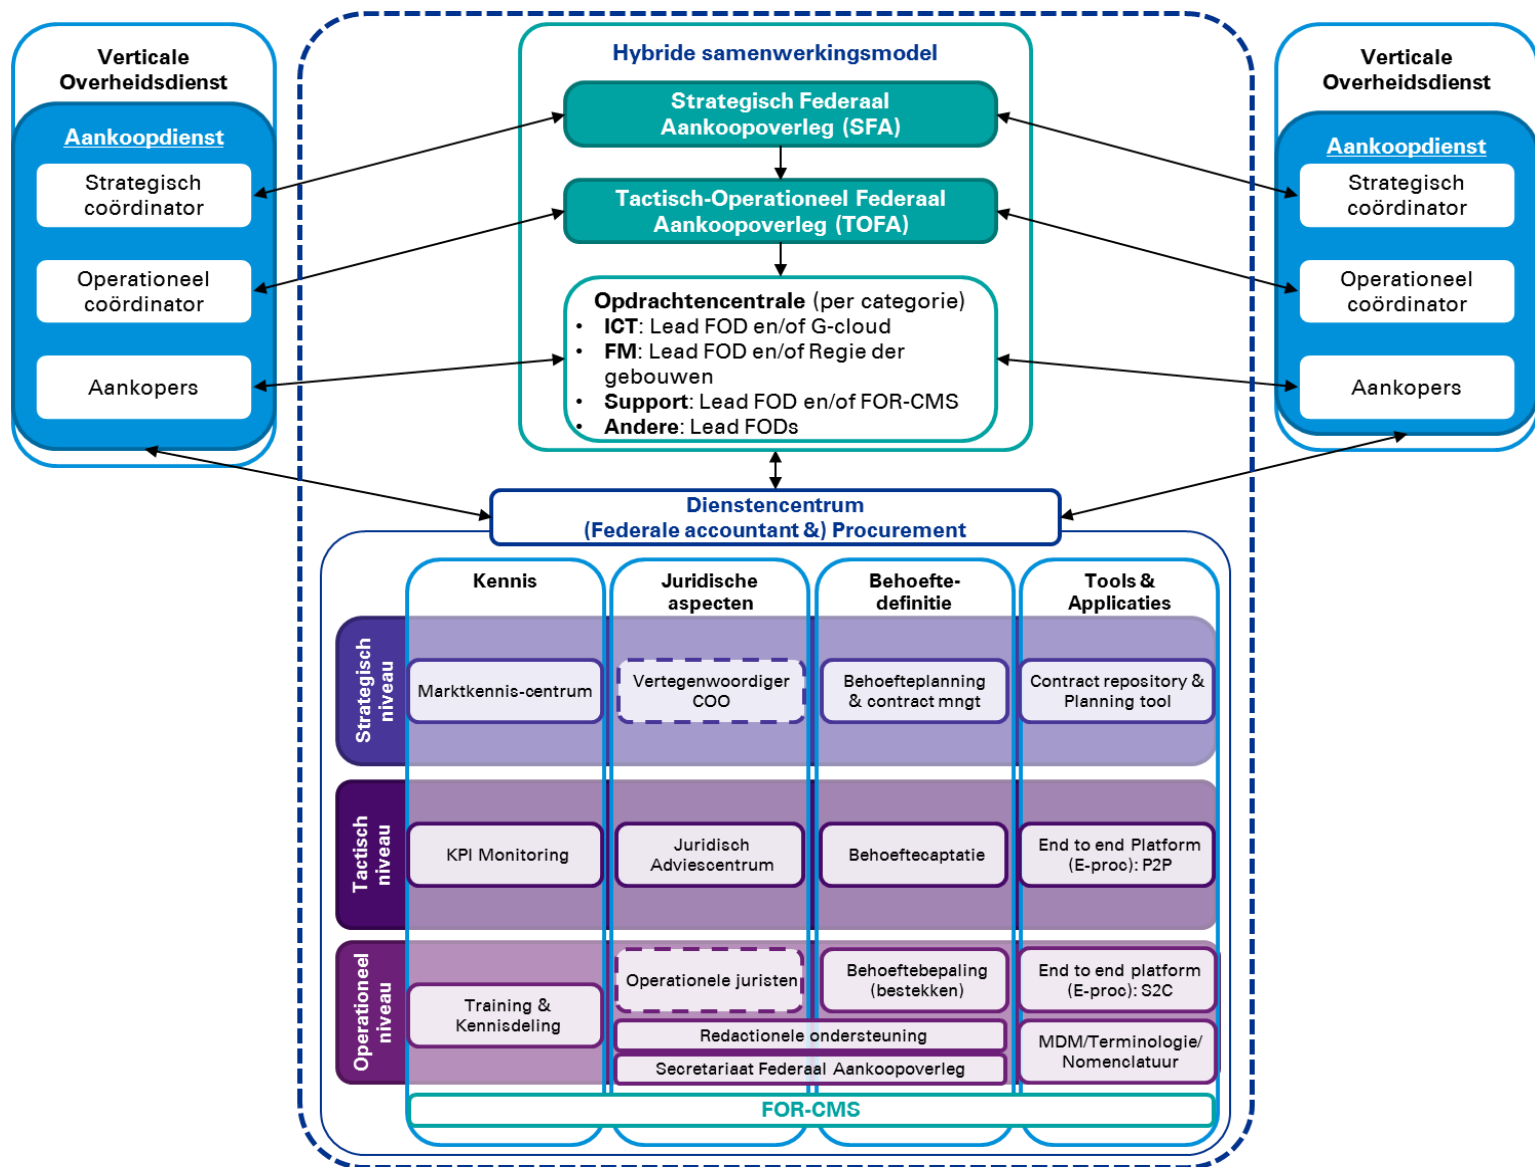 Verticale
Overheidsdienst
Aankoopdienst
Strategisch
coördinator
Operationeel
coördinator
Aankopers
Hybride samenwerkingsmodel
Strategisch Federaal
Aankoopoverleg (SFA)
Tactisch-Operationeel Federaal
Aankoopoverleg (TOFA)
Opdrachtencentrale (per categorie)
• ICT: Lead FOD en/of G-cloud
• FM: Lead FOD en/of Regie der
gebouwen
• Support: Lead FOD en/of FOR-CMS
• Andere: Lead FODs
Verticale
Overheidsdienst
Aankoopdienst
Strategisch
coördinator
Operationeel
coördinator
Aankopers
Dienstencentrum
(Federale accountant &) Procurement
Kennis
Juridische
aspecten
Behoefte-
definitie
Tools &
Applicaties
Strategisch
niveau
Marktkennis-centrum
Vertegenwoordiger
COO
Behoefteplanning
& contract mngt
Contract repository &
Planning tool
Tactisch
niveau
KPI Monitoring
Juridisch
Adviescentrum
Behoeftecaptatie
End to end Platform
(E-proc): P2P
Operationeel
niveau
Training &
Kennisdeling
Operationele juristen
Behoeftebepaling
(bestekken)
End to end platform
(E-proc): S2C
Redactionele ondersteuning
Secretariaat Federaal Aankoopoverleg
MDM/Terminologie/
Nomenclatuur
FOR-CMS